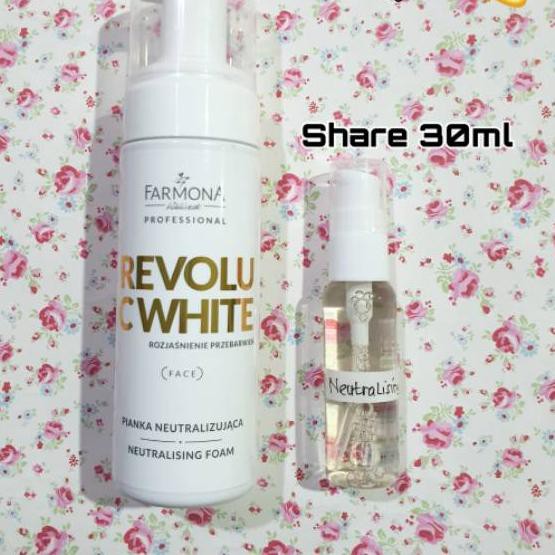 Share 30ml
FARMONA
PROFESSIONAL
REVOLU
C WHITE
ROZJAŚNIENIE PRZEBARWIEŃ
(FACE)
PIANKA NEUTRALIZUJĄCA
NEUTRALISING FOAM
Neutralising